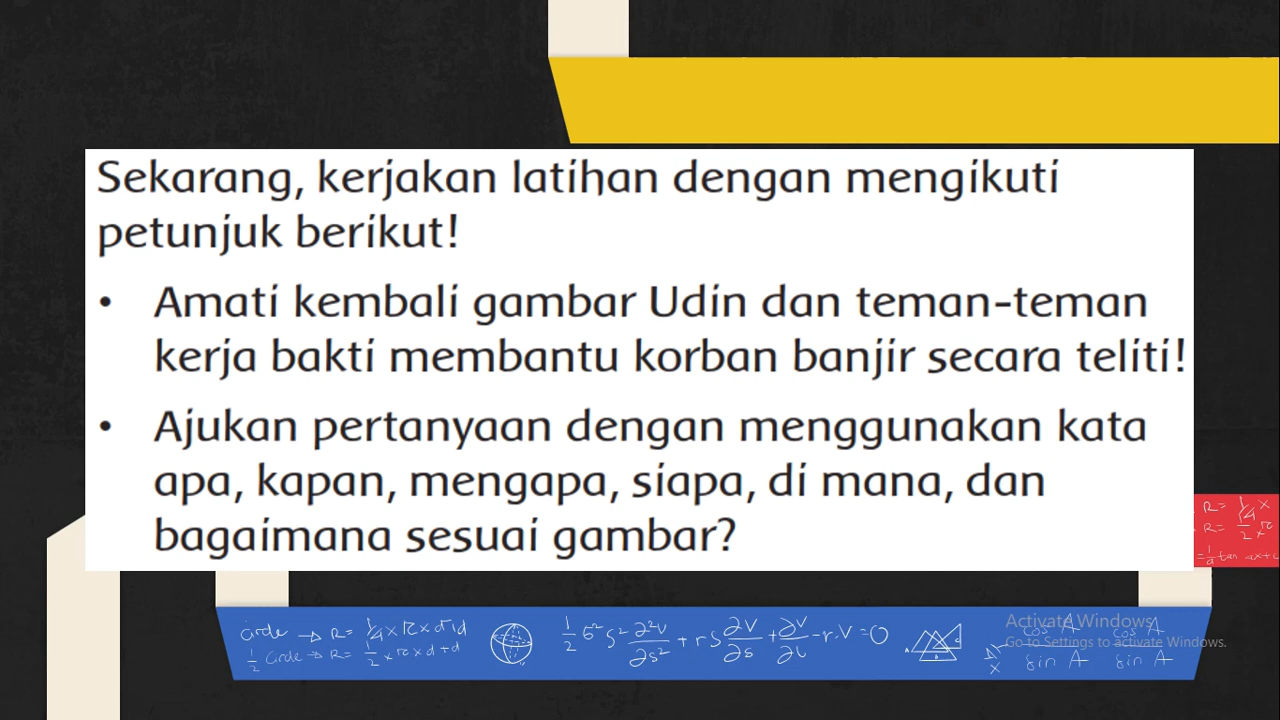 Sekarang, kerjakan latihan dengan mengikuti
petunjuk berikut!
• Amati kembali gambar Udin dan teman-teman
kerja bakti membantu korban banjir secara teliti!
• Ajukan pertanyaan dengan menggunakan kata
apa, kapan, mengapa, siapa, di mana, dan
bagaimana sesuai gambar?
Activate Windows
Go to Settings to activate Windows.